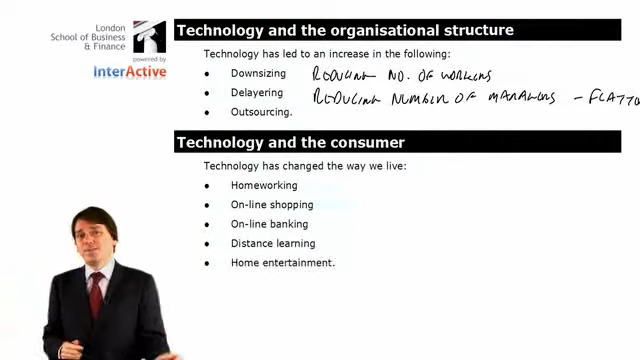 London
School of Business
& Finance
powered by
InterActive
Technology and the organisational structure
Technology has led to an increase in the following:
● Downsizing REDUCING NO. OF WORKERS
● Delayering REDUCING NUMBER OF MANAGERS – FLATT
● Outsourcing.
Technology and the consumer
Technology has changed the way we live:
● Homeworking
● On-line shopping
● On-line banking
● Distance learning
● Home entertainment.